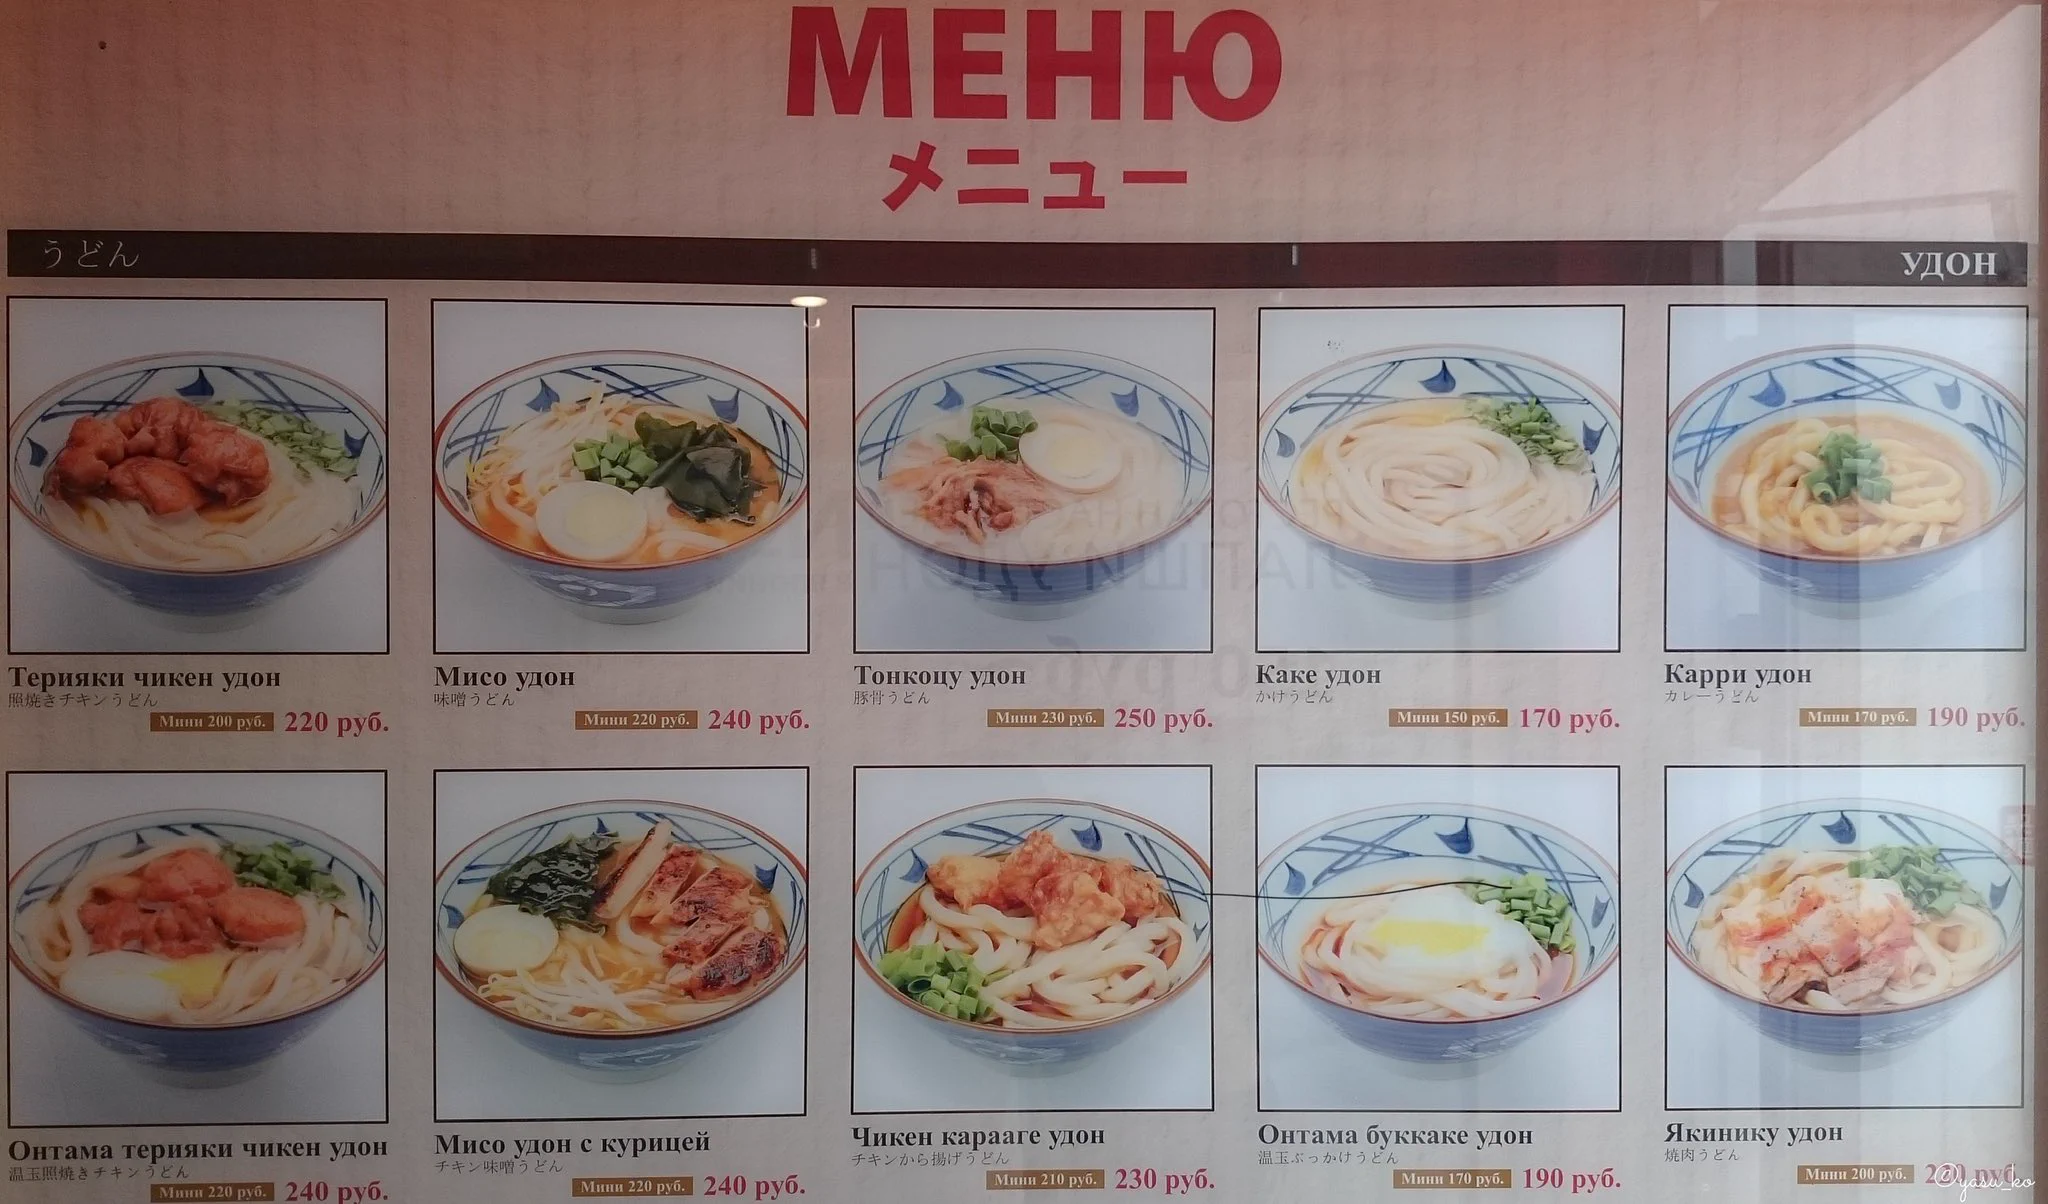 МЕНЮ
メニュー
うどん
УДОН
Терияки чикен удон
照焼きチキンうどん
Мини 200 руб. 220 руб.
Мисо удон
味噌うどん
Мини 220 руб. 240 руб.
Тонкоцу удон
豚骨うどん
Мини 230 руб. 250 руб.
Каке удон
かけうどん
Мини 150 руб. 170 руб.
Карри удон
カレーうどん
Мини 170 руб. 190 руб.
Онтама терияки чикен удон
温玉照焼きチキンうどん
Мини 220 руб. 240 руб.
Мисо удон с курицей
チキン味噌うどん
Мини 220 руб. 240 руб.
Чикен карааге удон
チキンから揚げうどん
Мини 210 руб. 230 руб.
Онтама буккаке удон
温玉ぶっかけうどん
Мини 170 руб. 190 руб.
Якинику удон
焼肉うどん
Мини 200 руб.
©yasu_ko